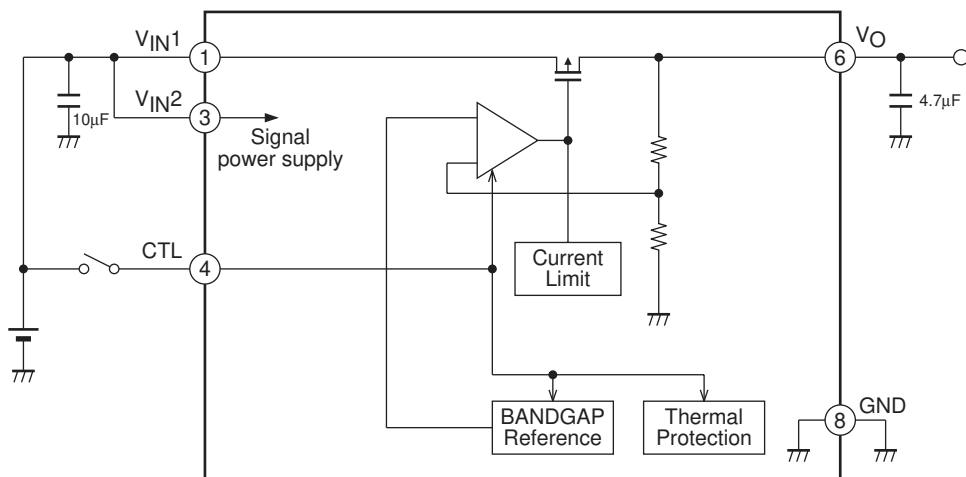 VIN1
1
VO
6
10μF
VIN2
3
Signal
power supply
4.7μF
CTL
4
Current
Limit
BANDGAP
Reference
Thermal
Protection
GND
8